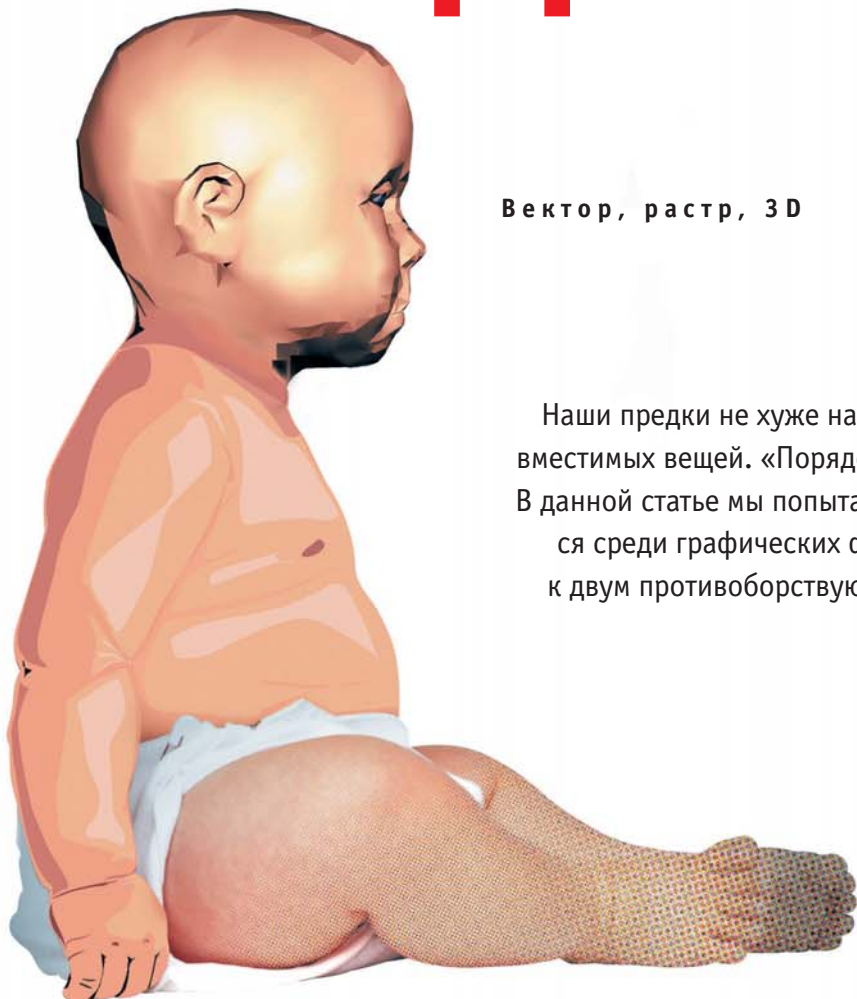 Вектор, растр, 3D
Наши предки не хуже на
вместимых вещей. «Поряд
В данной статье мы попыта
ся среди графических
к двум противоборствую